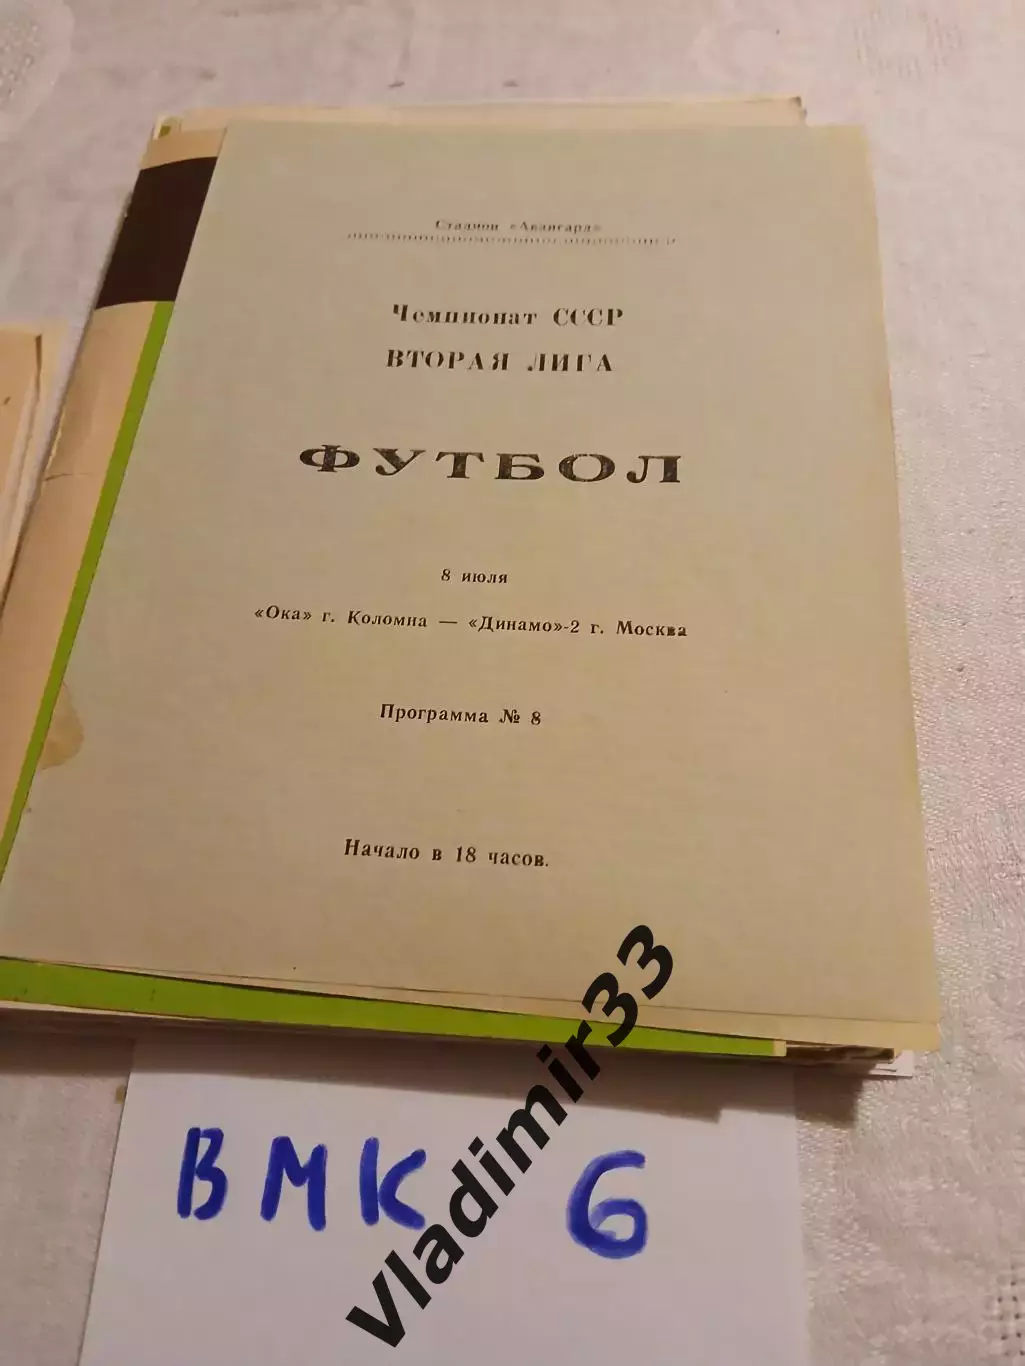 Стадион «Авангард»
Чемпионат СССР
ВТОРАЯ ЛИГА
ФУТБОЛ
8 июля
«Ока» г. Коломна — «Динамо»-2 г. Москва
Программа № 8
Начало в 18 часов.
ВМК 6
vladimir33